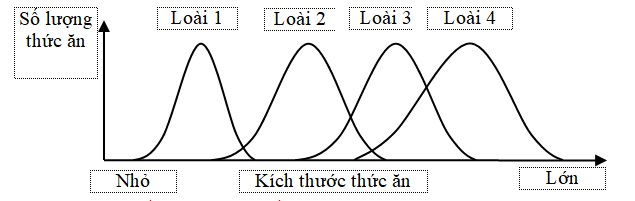 Số lượng
thức ăn
Loài 1
Loài 2
Loài 3
Loài 4
Nhỏ
Kích thước thức ăn
Lớn